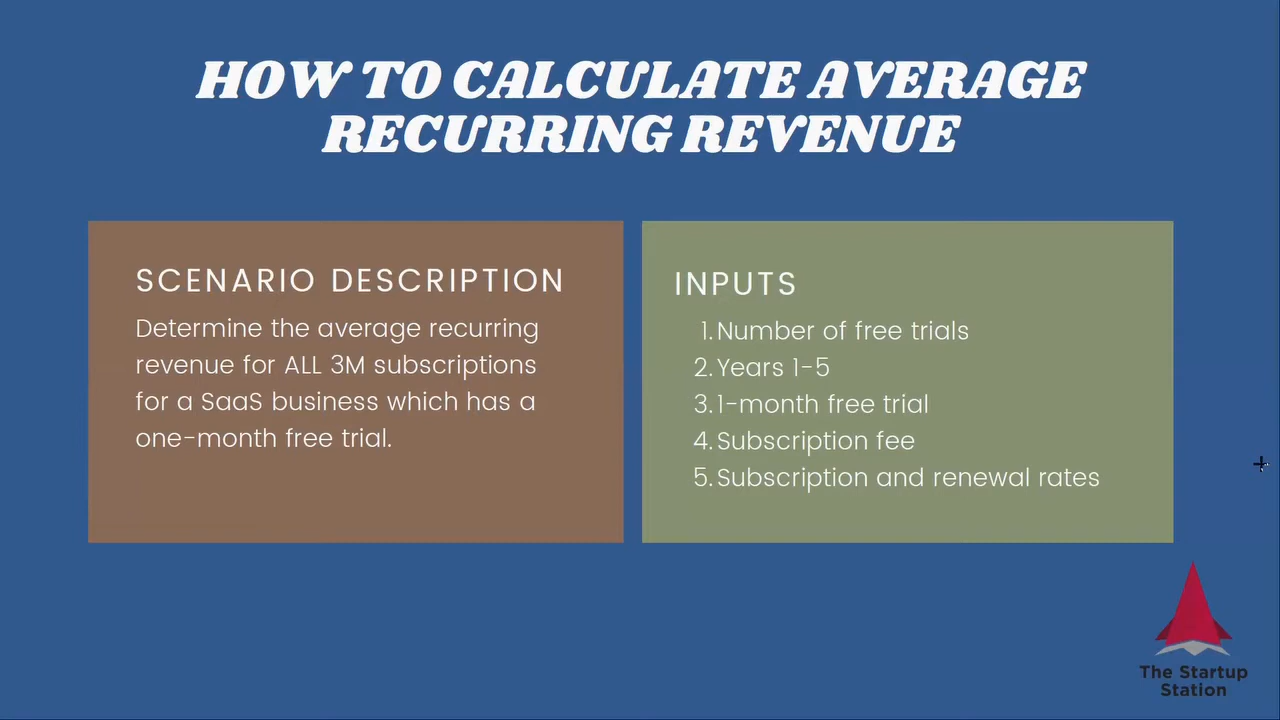 HOW TO CALCULATE AVERAGE
RECURRING REVENUE
SCENARIO DESCRIPTION
Determine the average recurring
revenue for ALL 3M subscriptions
for a SaaS business which has a
one-month free trial.
INPUTS
1. Number of free trials
2. Years 1-5
3. 1-month free trial
4. Subscription fee
5. Subscription and renewal rates
The Startup
Station